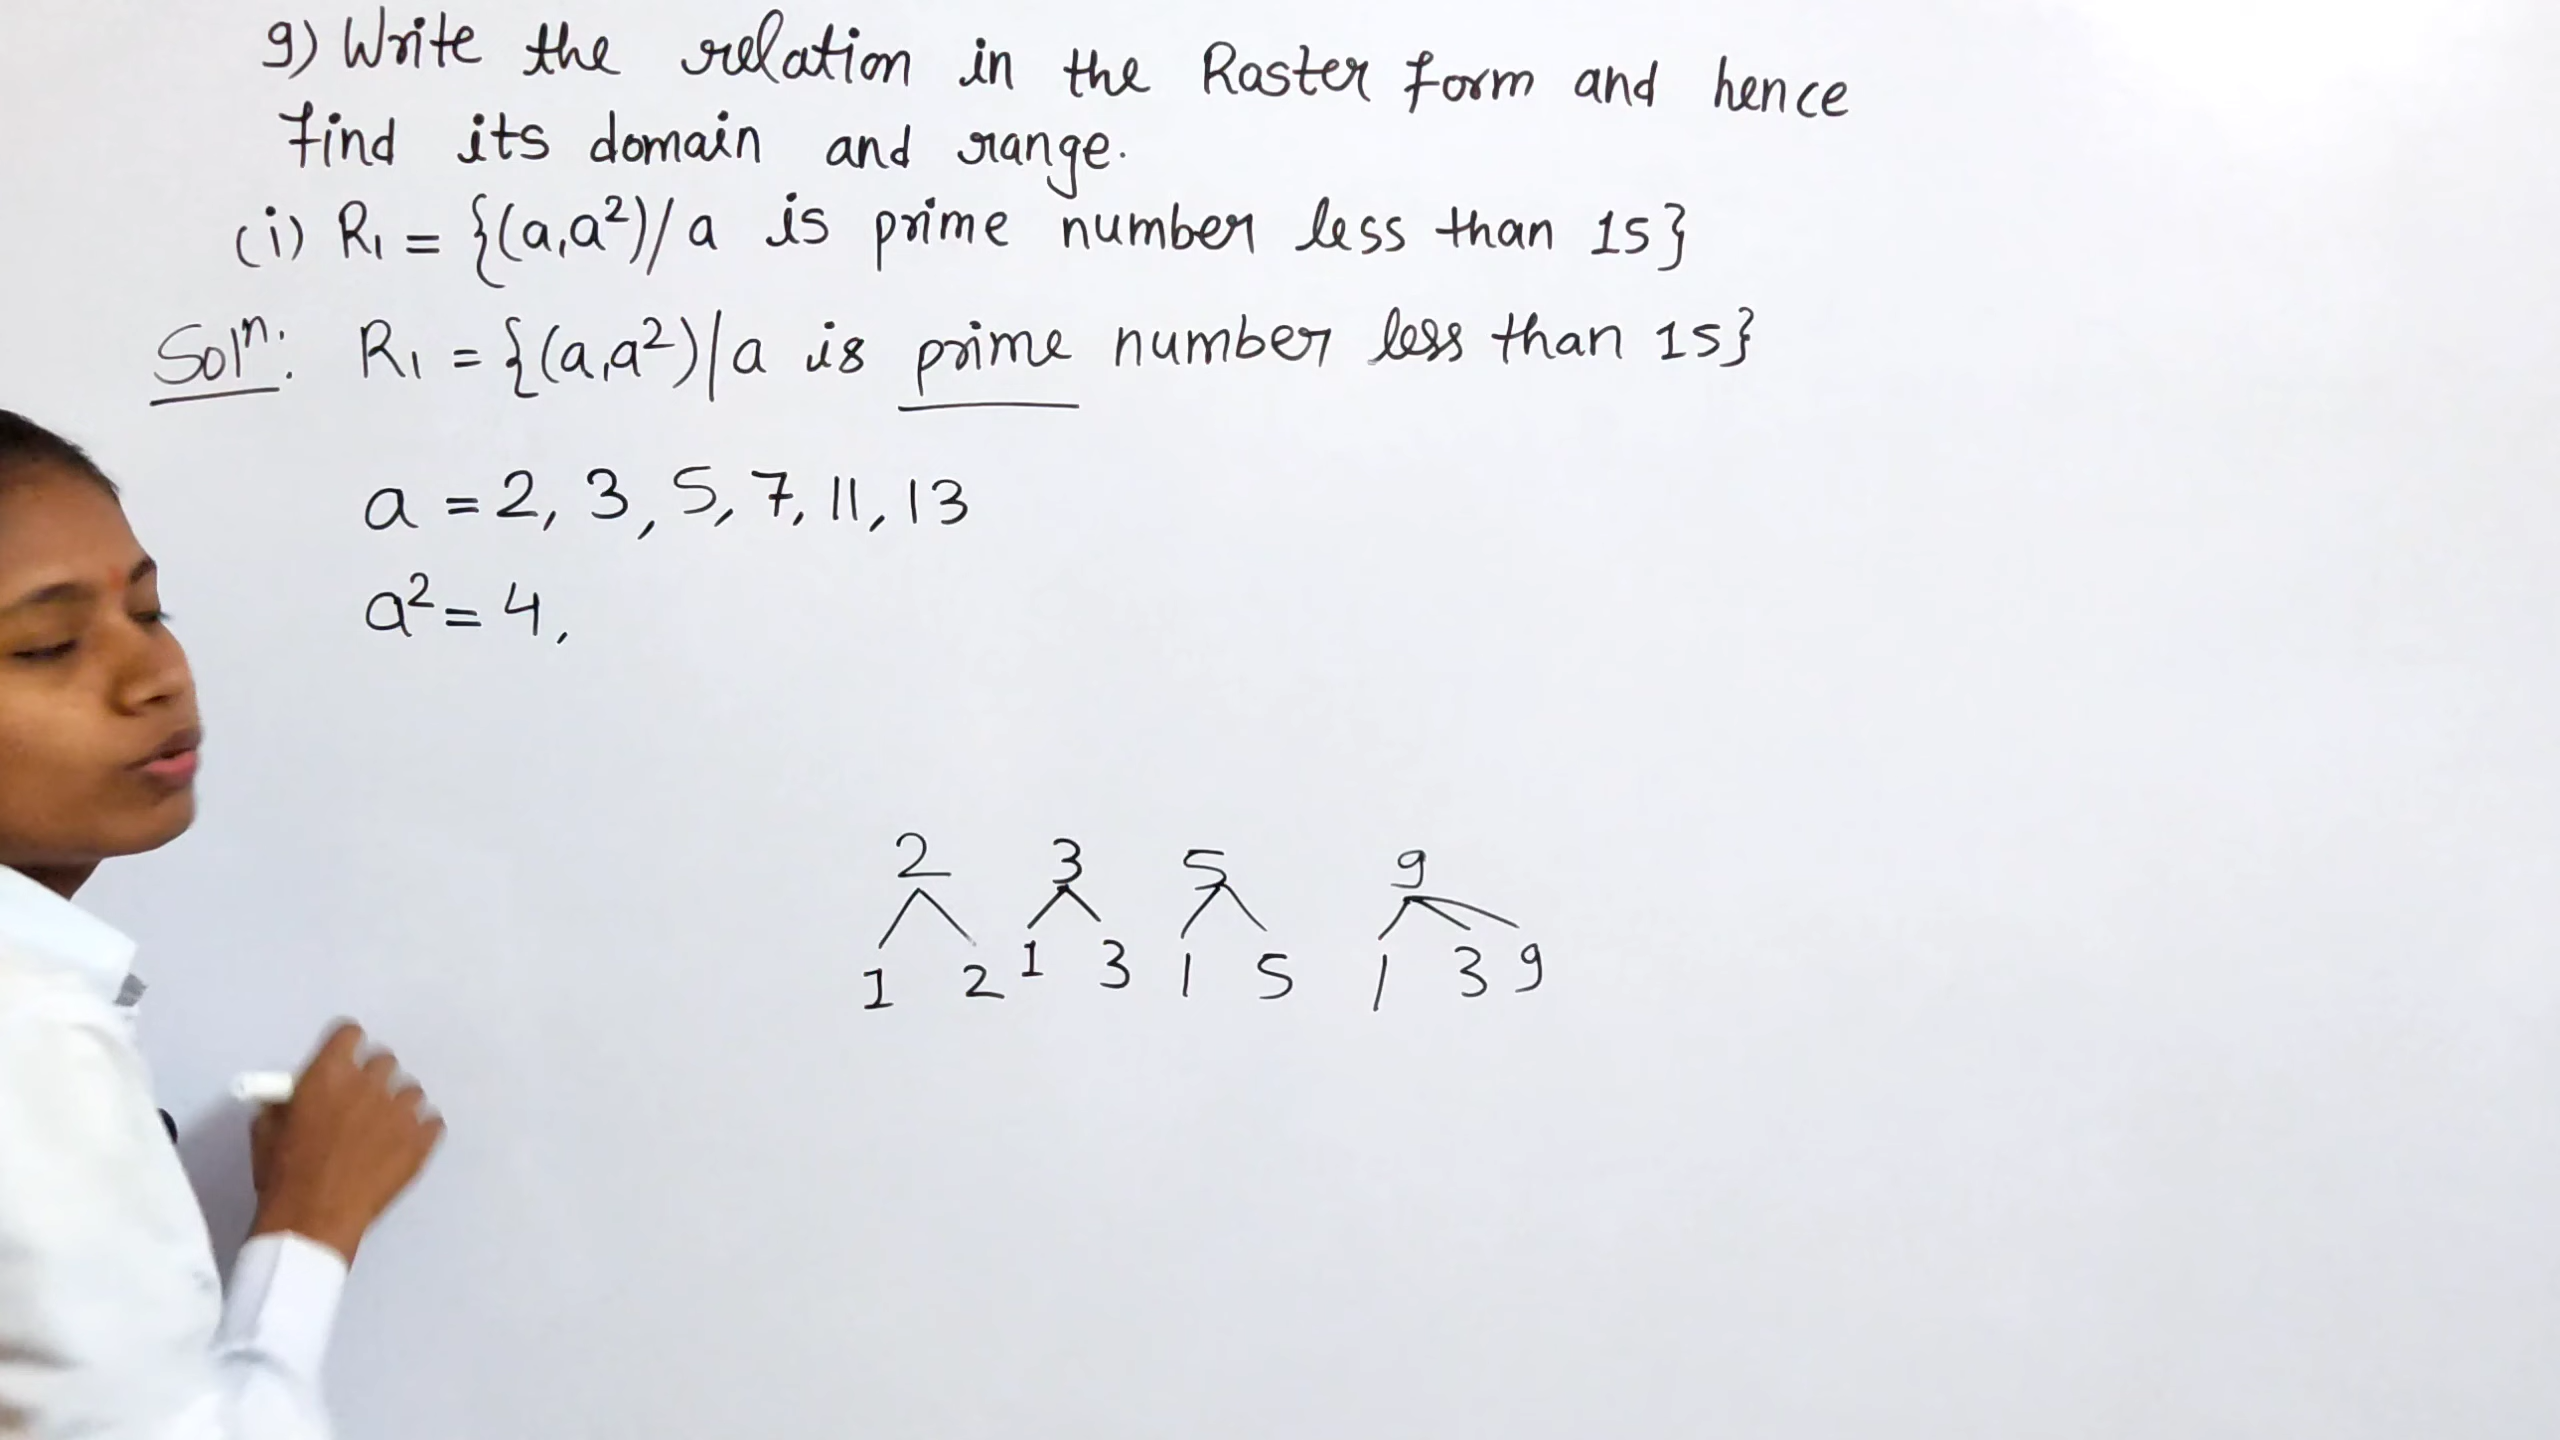 9) Write the relation in the Roster form and hence
find its domain and range.
(i) R₁ = {(a,a²)/a is prime number less than 15}
Solⁿ: R₁ = {(a,a²)|a is prime number less than 15}
a = 2, 3, 5, 7, 11, 13
a² = 4,
2 3 5 9
1 2 1 3 1 5 1 3 9